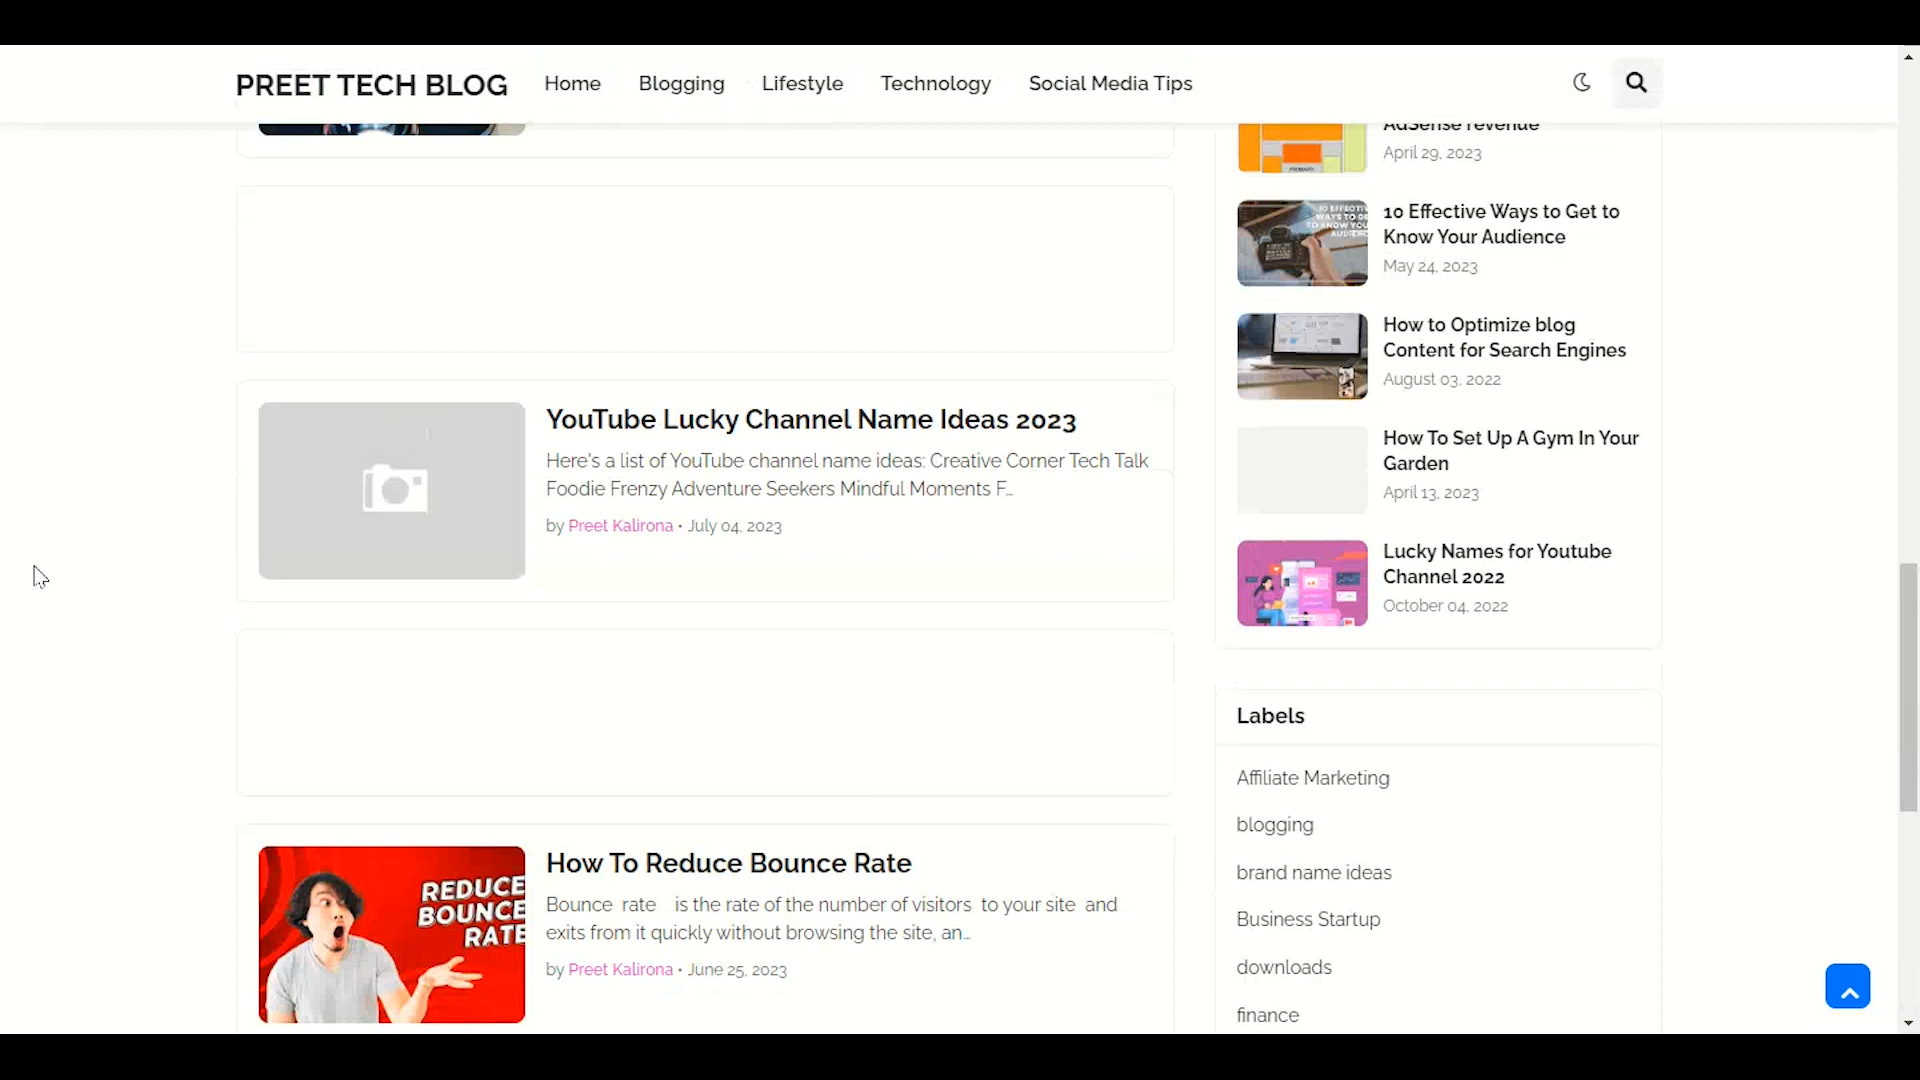 PREET TECH BLOG
Home
Blogging
Lifestyle
Technology
Social Media Tips
YouTube Lucky Channel Name Ideas 2023
Here's a list of YouTube channel name ideas: Creative Corner Tech Talk
Foodie Frenzy Adventure Seekers Mindful Moments F...
by Preet Kalirona • July 04, 2023
REDUCE
BOUNCE
RATE
How To Reduce Bounce Rate
Bounce rate is the rate of the number of visitors to your site and
exits from it quickly without browsing the site, an...
by Preet Kalirona • June 25, 2023
AdSense revenue
April 29, 2023
10 Effective Ways to Get to
Know Your Audience
May 24, 2023
How to Optimize blog
Content for Search Engines
August 03, 2022
How To Set Up A Gym In Your
Garden
April 13, 2023
Lucky Names for Youtube
Channel 2022
October 04, 2022
Labels
Affiliate Marketing
blogging
brand name ideas
Business Startup
downloads
finance